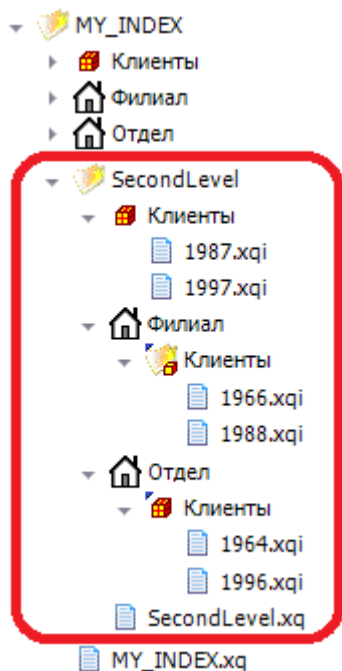 MY_INDEX
Клиенты
Филиал
Отдел
SecondLevel
Клиенты
1987.xqi
1997.xqi
Филиал
Клиенты
1966.xqi
1988.xqi
Отдел
Клиенты
1964.xqi
1996.xqi
SecondLevel.xq
MY_INDEX.xq